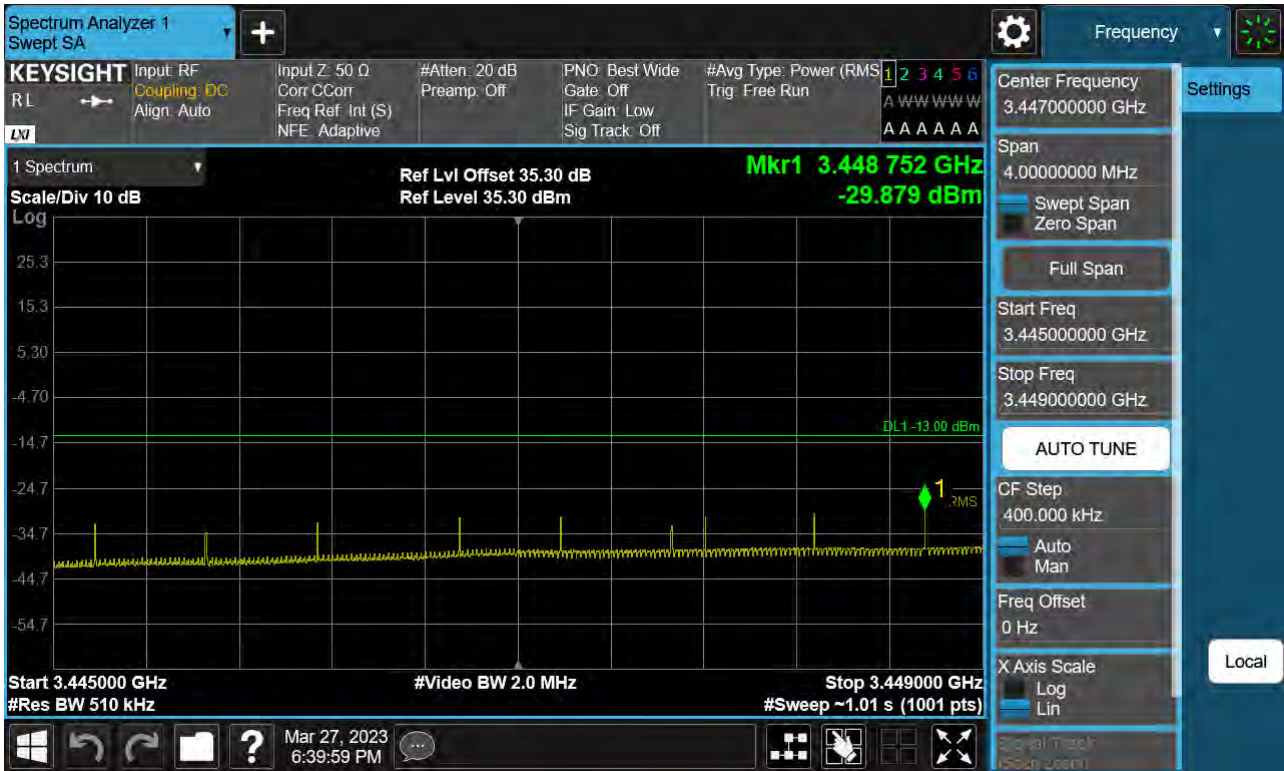 Spectrum Analyzer 1
Swept SA
+
Frequency
KEYSIGHT
RL
LXI
Input: RF
Coupling: DC
Align: Auto
Input Z: 50 Ω
Corr CCorr
Freq Ref: Int (S)
NFE: Adaptive
#Atten: 20 dB
Preamp: Off
PNO: Best Wide
Gate: Off
IF Gain: Low
Sig Track: Off
#Avg Type: Power (RMS
Trig: Free Run
1 2 3 4 5 6
A W W W W W
A A A A A A
1 Spectrum
Scale/Div 10 dB
Log
Ref Lvl Offset 35.30 dB
Ref Level 35.30 dBm
Mkr1 3.448 752 GHz
-29.879 dBm
25.3
15.3
5.30
-4.70
-14.7
-24.7
-34.7
-44.7
-54.7
DL1 -13.00 dBm
1
RMS
Start 3.445000 GHz
#Res BW 510 kHz
#Video BW 2.0 MHz
Stop 3.449000 GHz
#Sweep ~1.01 s (1001 pts)
Center Frequency
3.447000000 GHz
Span
4.00000000 MHz
Swept Span
Zero Span
Full Span
Start Freq
3.445000000 GHz
Stop Freq
3.449000000 GHz
AUTO TUNE
CF Step
400.000 kHz
Auto
Man
Freq Offset
0 Hz
X Axis Scale
Log
Lin
Signal Track
(Span Zoom)
Settings
Local
?
Mar 27, 2023
6:39:59 PM